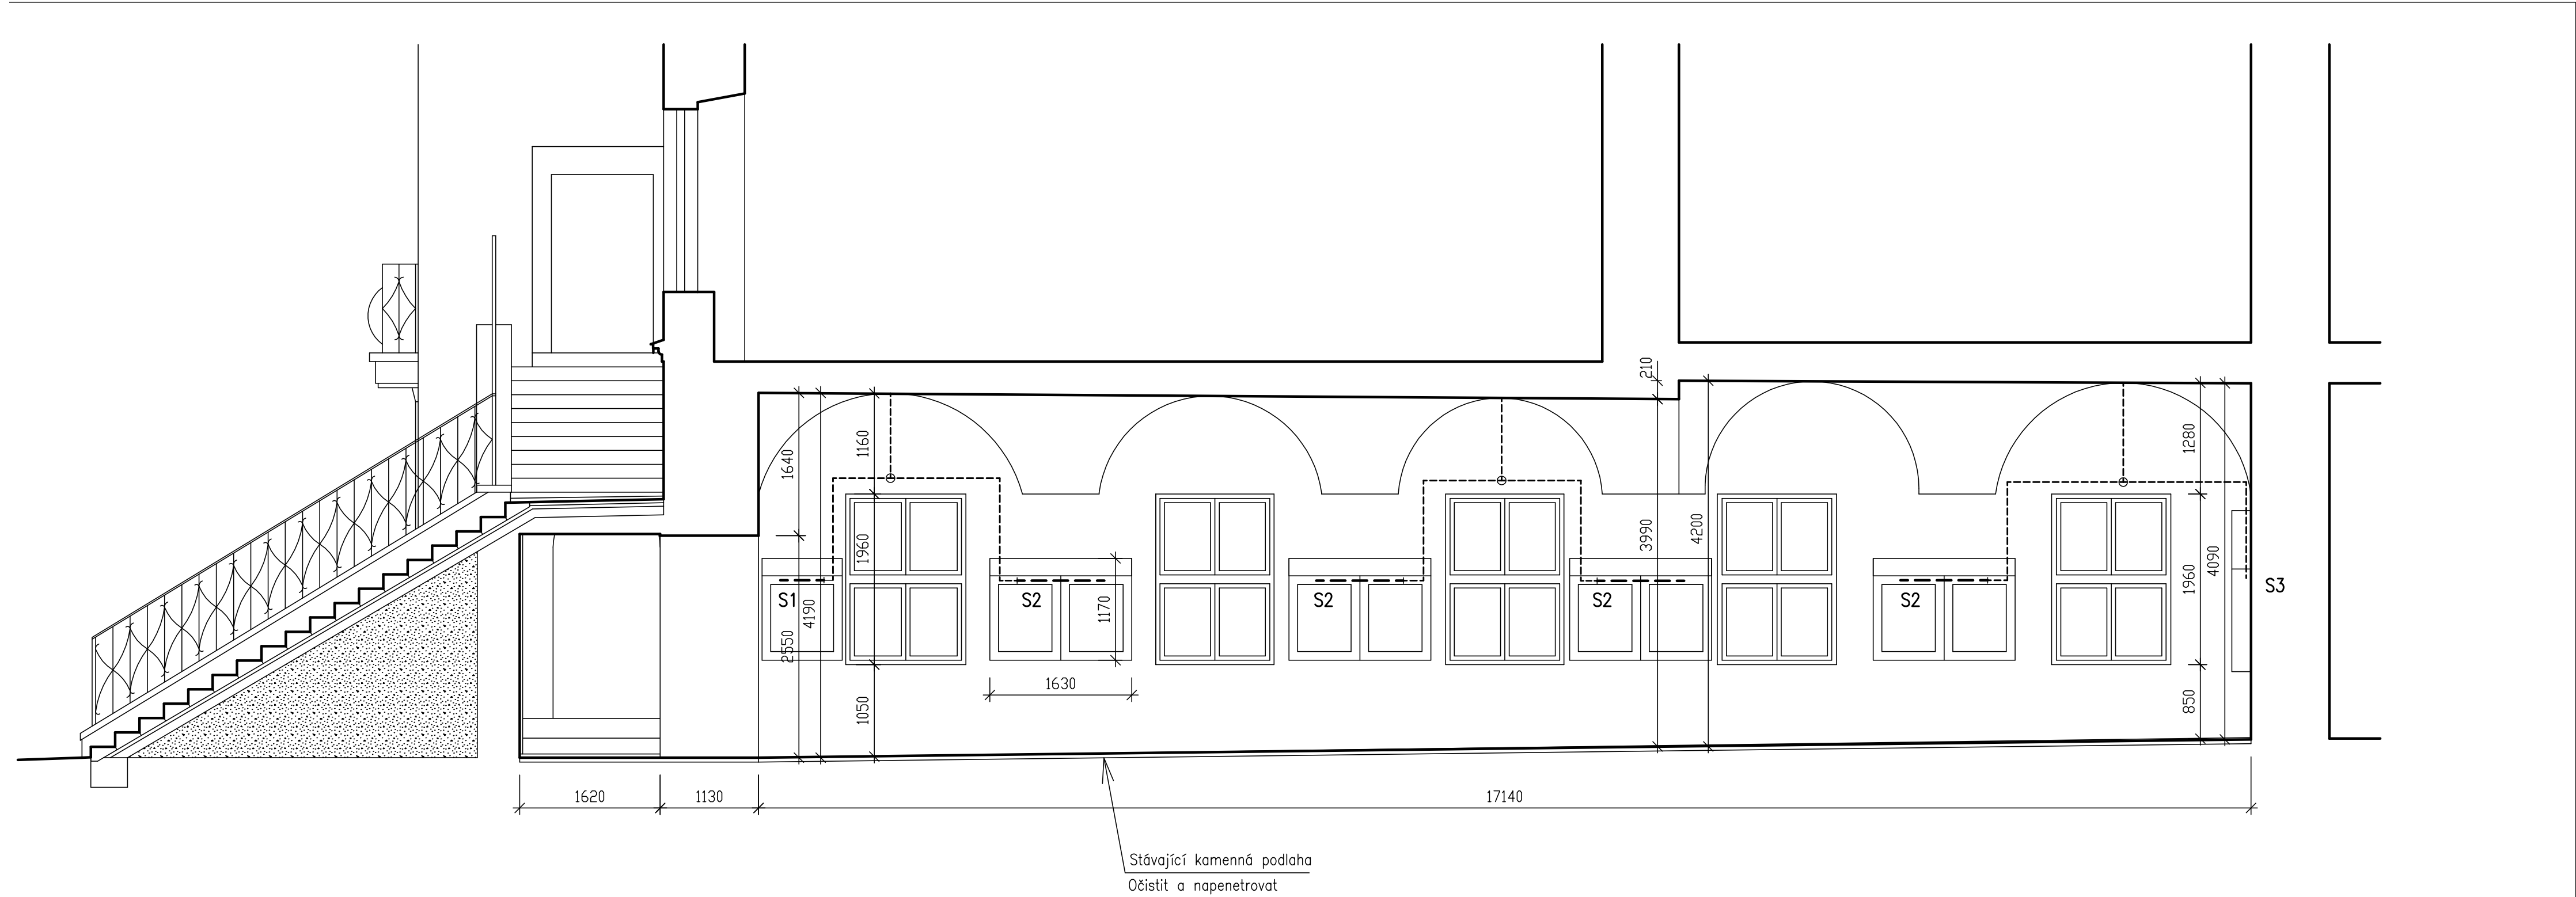 210
1640
1160
1280
1960
3990
4200
1960
4090
S1
4190
S2
1170
S2
S2
S2
S3
2550
1630
1050
850
1620
1130
17140
Stávající kamenná podlaha
Očistit a napenetrovat